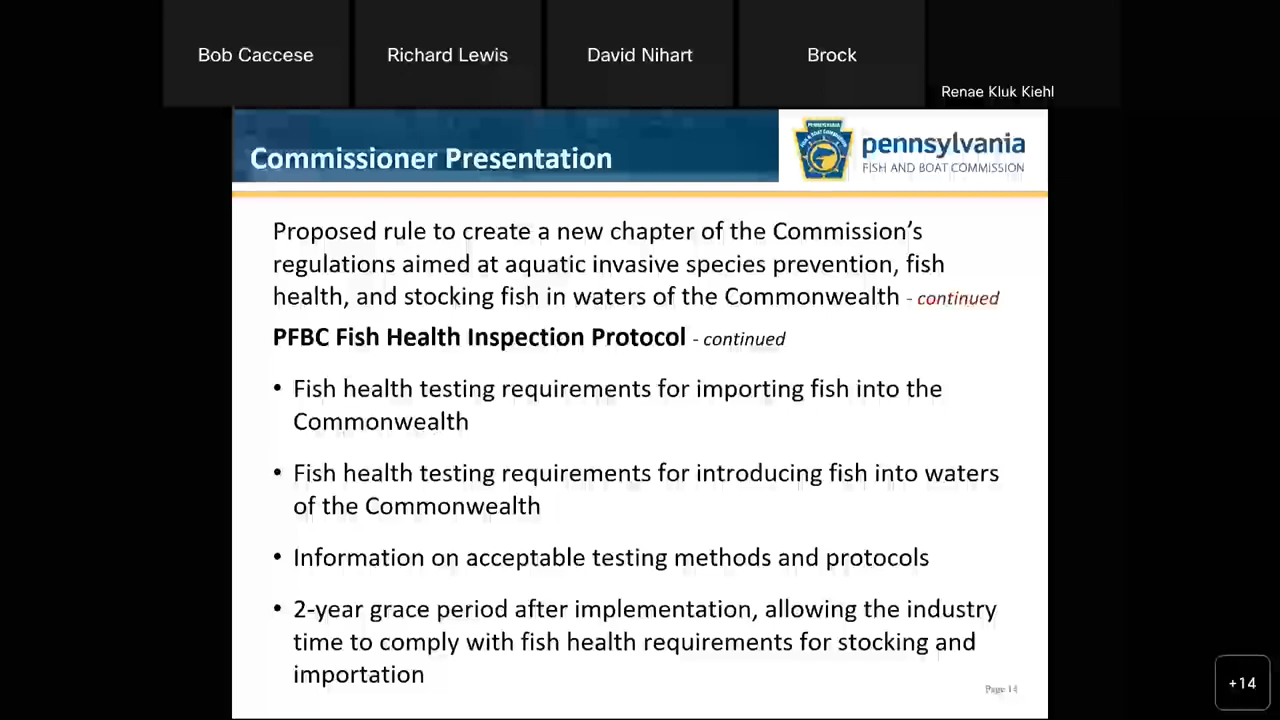 Bob Caccese
Richard Lewis
David Nihart
Brock
Renae Kluk Kiehl
Commissioner Presentation
pennsylvania
FISH AND BOAT COMMISSION
Proposed rule to create a new chapter of the Commission’s
regulations aimed at aquatic invasive species prevention, fish
health, and stocking fish in waters of the Commonwealth - continued
PFBC Fish Health Inspection Protocol - continued
• Fish health testing requirements for importing fish into the
Commonwealth
• Fish health testing requirements for introducing fish into waters
of the Commonwealth
• Information on acceptable testing methods and protocols
• 2-year grace period after implementation, allowing the industry
time to comply with fish health requirements for stocking and
importation
Page 14
+14